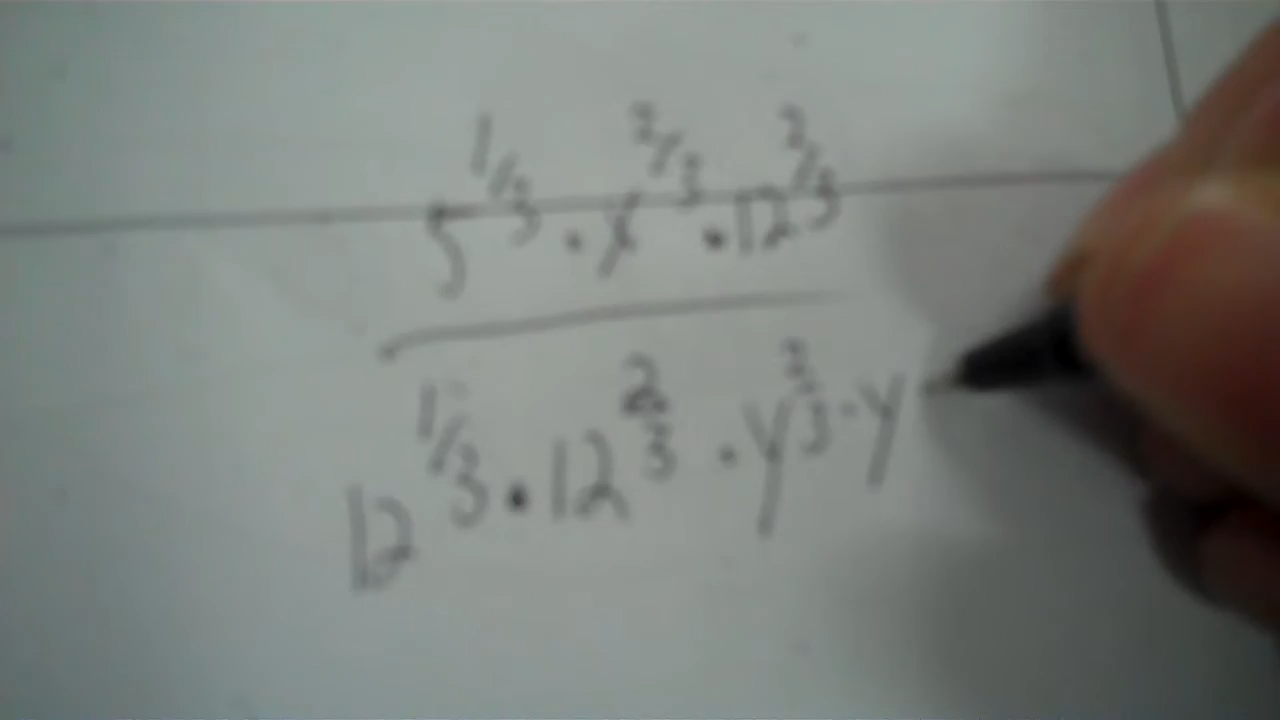 5^{1/3} · x^{2/3} · 12^{2/3}
12^{1/3} · 12^{2/3} · y^{2/3} · y